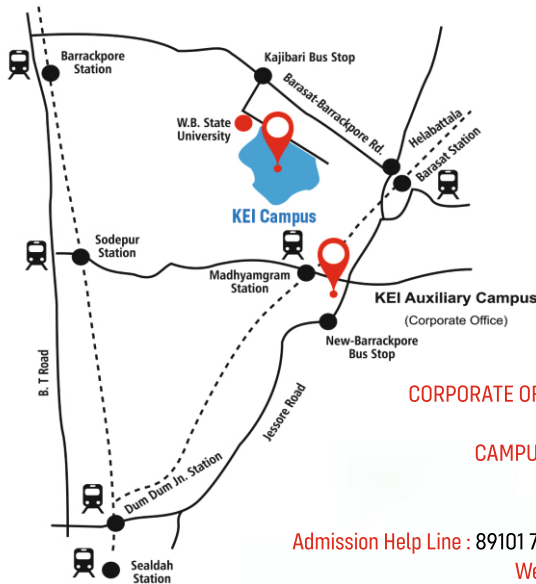 Barrackpore
Station
Kajibari Bus Stop
Barasat-Barrackpore Rd.
Helabattala
Barasat Station
W.B. State
University
KEI Campus
Sodepur
Station
Madhyamgram
Station
KEI Auxiliary Campus
(Corporate Office)
New-Barrackpore
Bus Stop
B. T Road
Jessore Road
Dum Dum Jn. Station
Sealdah
Station
CORPORATE OF
CAMPU
Admission Help Line : 89101 7
We